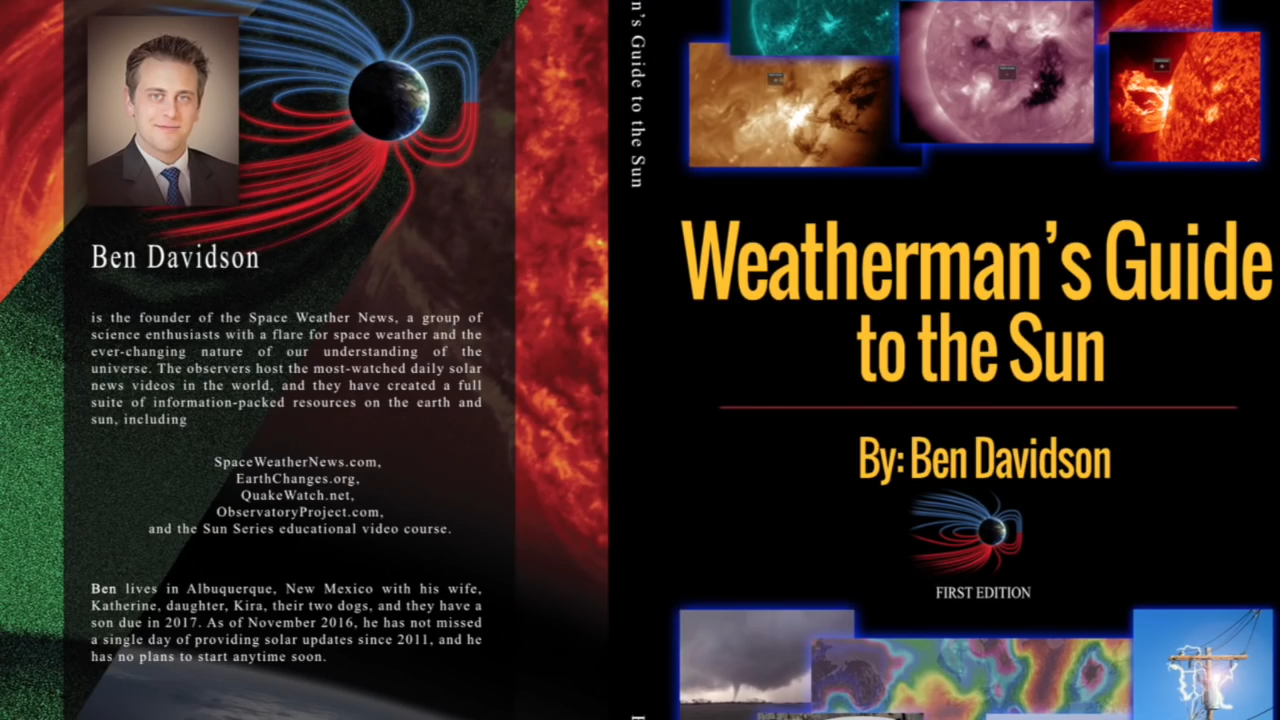 Ben Davidson
is the founder of the Space Weather News, a group of
science enthusiasts with a flare for space weather and the
ever-changing nature of our understanding of the
universe. The observers host the most-watched daily solar
news videos in the world, and they have created a full
suite of information-packed resources on the earth and
sun, including
SpaceWeatherNews.com,
EarthChanges.org,
QuakeWatch.net,
ObservatoryProject.com,
and the Sun Series educational video course.
Ben lives in Albuquerque, New Mexico with his wife,
Katherine, daughter, Kira, their two dogs, and they have a
son due in 2017. As of November 2016, he has not missed
a single day of providing solar updates since 2011, and he
has no plans to start anytime soon.
n's Guide to the Sun
Weatherman's Guide
to the Sun
By: Ben Davidson
FIRST EDITION